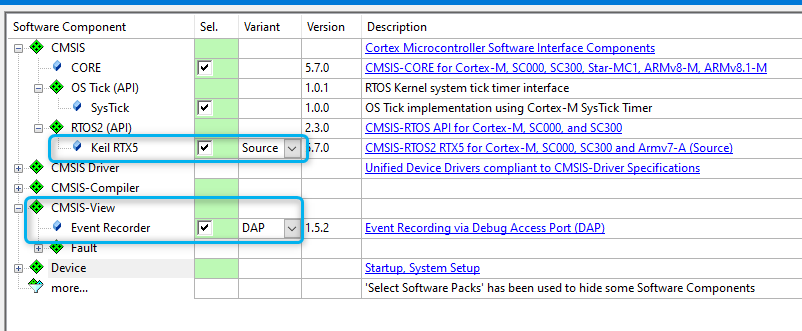 Software Component Sel. Variant Version Description
CMSIS Cortex Microcontroller Software Interface Components
CORE 5.7.0 CMSIS-CORE for Cortex-M, SC000, SC300, Star-MC1, ARMv8-M, ARMv8.1-M
OS Tick (API) 1.0.1 RTOS Kernel system tick timer interface
SysTick 1.0.0 OS Tick implementation using Cortex-M SysTick Timer
RTOS2 (API) 2.3.0 CMSIS-RTOS API for Cortex-M, SC000, and SC300
Keil RTX5 Source 5.7.0 CMSIS-RTOS2 RTX5 for Cortex-M, SC000, SC300 and Armv7-A (Source)
CMSIS Driver Unified Device Drivers compliant to CMSIS-Driver Specifications
CMSIS-Compiler
CMSIS-View
Event Recorder DAP 1.5.2 Event Recording via Debug Access Port (DAP)
Fault
Device Startup, System Setup
more... 'Select Software Packs' has been used to hide some Software Components